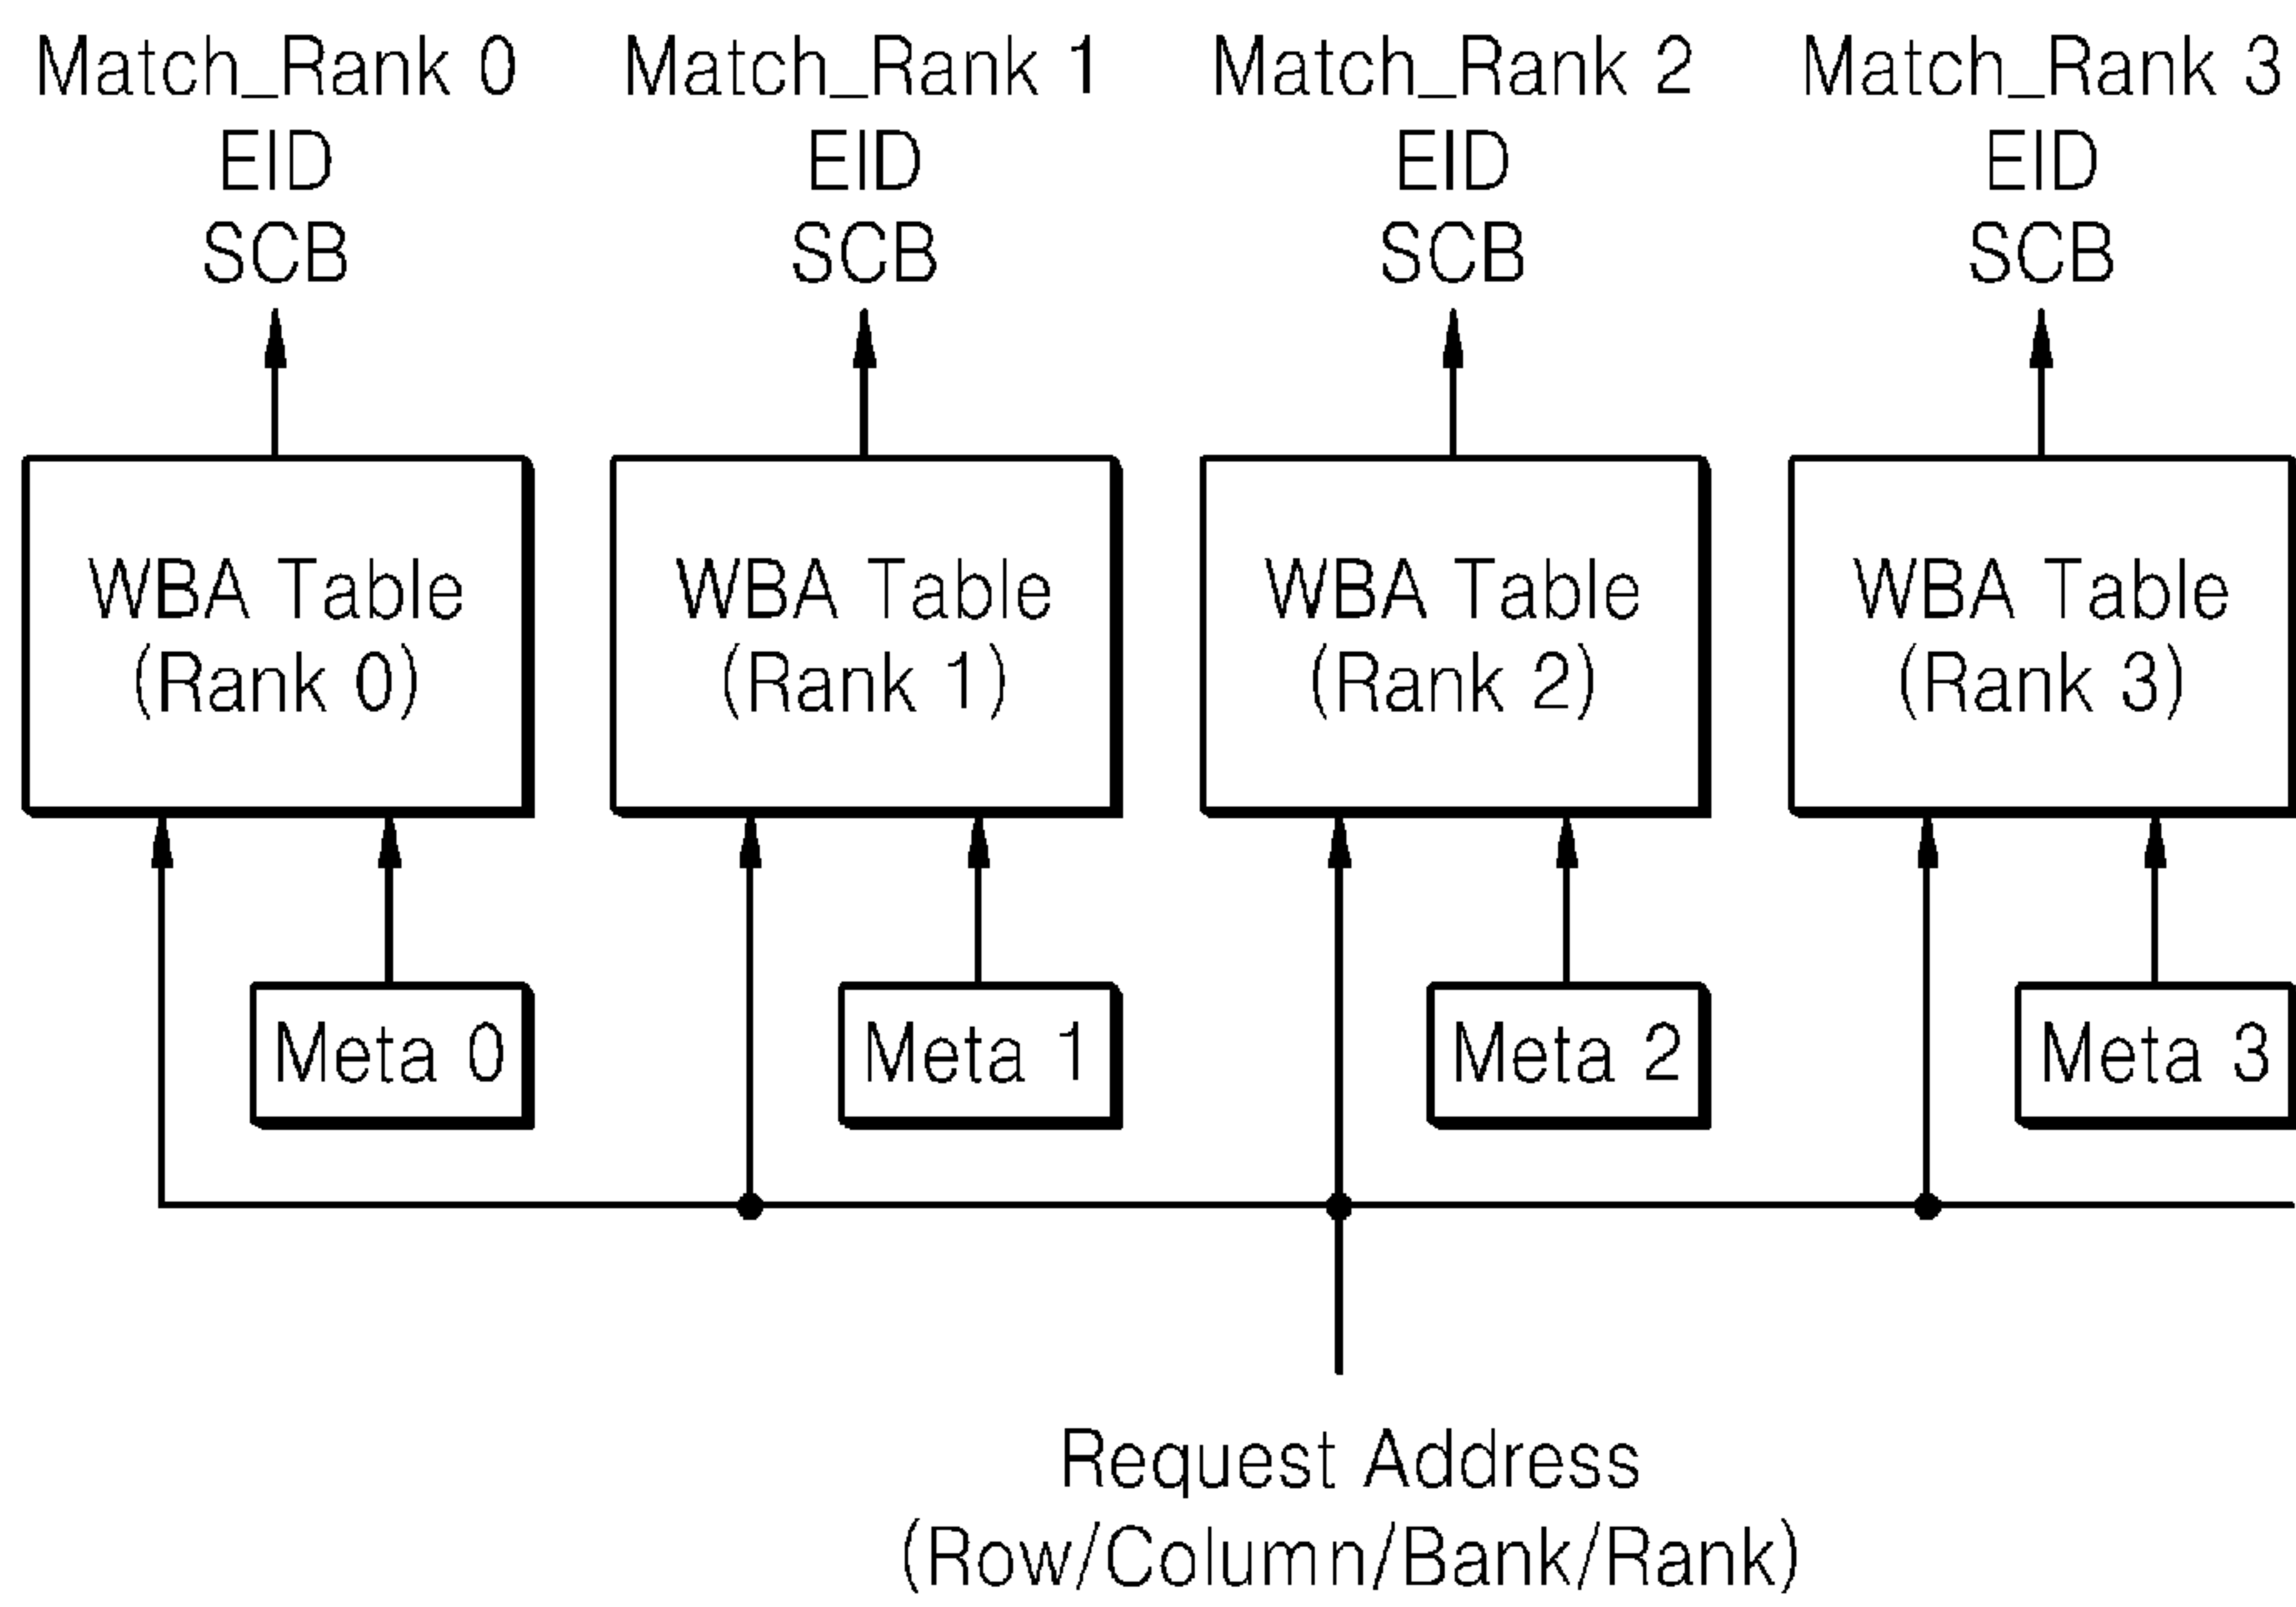 Match_Rank 0 Match_Rank 1 Match_Rank 2 Match_Rank 3
EID EID EID EID
SCB SCB SCB SCB
WBA Table WBA Table WBA Table WBA Table
(Rank 0) (Rank 1) (Rank 2) (Rank 3)
Meta 0 Meta 1 Meta 2 Meta 3
Request Address
(Row/Column/Bank/Rank)